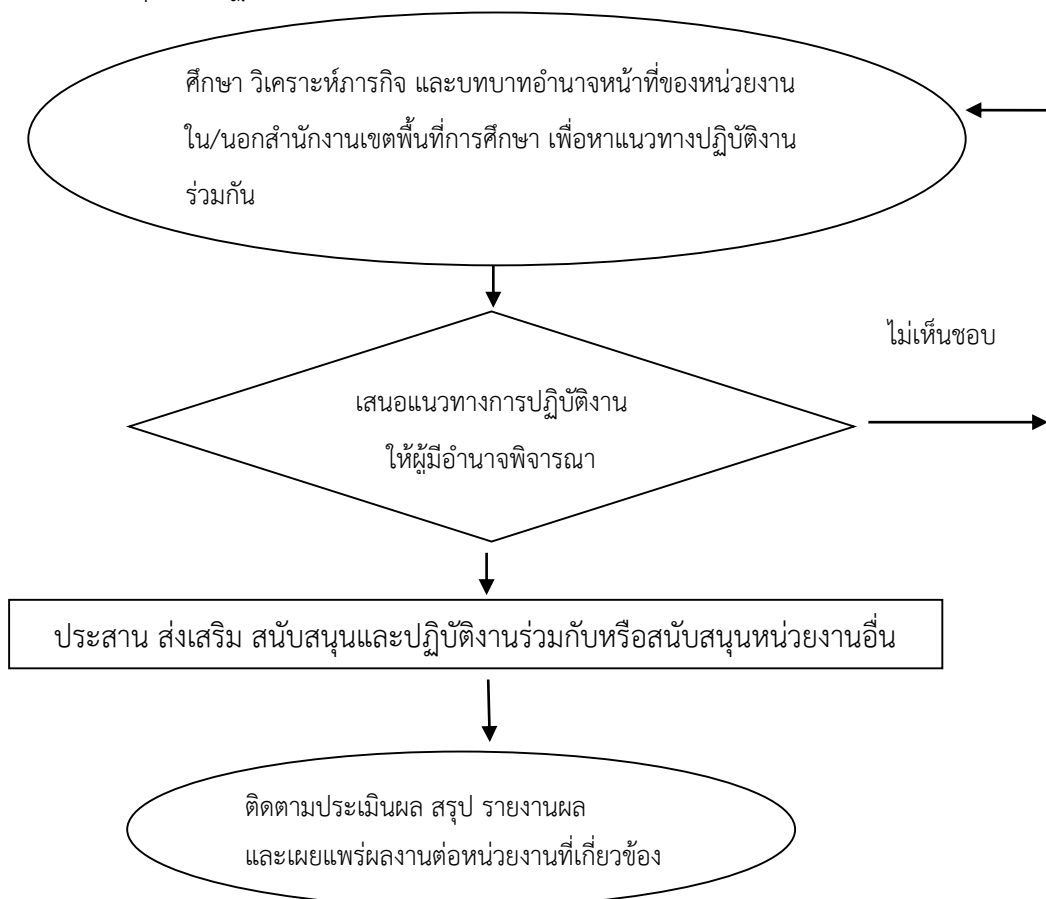 ศึกษา วิเคราะห์ภารกิจ และบทบาทอำนาจหน้าที่ของหน่วยงาน
ใน/นอกสำนักงานเขตพื้นที่การศึกษา เพื่อหาแนวทางปฏิบัติงาน
ร่วมกัน
ไม่เห็นชอบ
เสนอแนวทางการปฏิบัติงาน
ให้ผู้มีอำนาจพิจารณา
ประสาน ส่งเสริม สนับสนุนและปฏิบัติงานร่วมกับหรือสนับสนุนหน่วยงานอื่น
ติดตามประเมินผล สรุป รายงานผล
และเผยแพร่ผลงานต่อหน่วยงานที่เกี่ยวข้อง